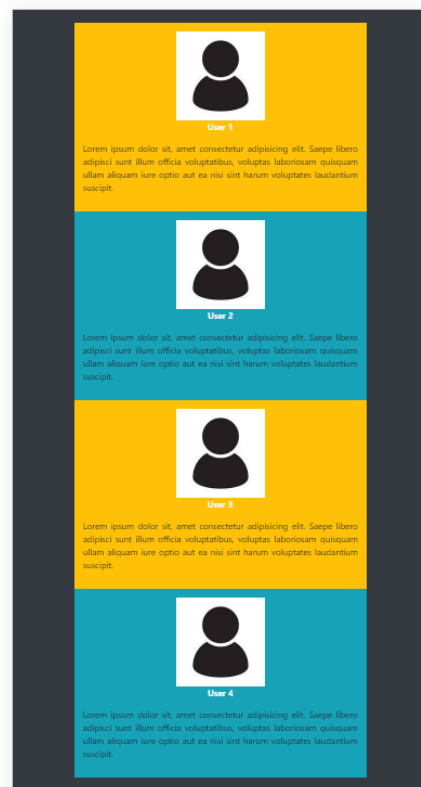 User 1
Lorem ipsum dolor sit, amet consectetur adipisicing elit. Saepe libero
adipisci sunt illum officia voluptatibus, voluptas laboriosam quisquam
ullam aliquam iure optio aut ea nisi sint harum voluptates laudantium
suscipit.
User 2
Lorem ipsum dolor sit, amet consectetur adipisicing elit. Saepe libero
adipisci sunt illum officia voluptatibus, voluptas laboriosam quisquam
ullam aliquam iure optio aut ea nisi sint harum voluptates laudantium
suscipit.
User 3
Lorem ipsum dolor sit, amet consectetur adipisicing elit. Saepe libero
adipisci sunt illum officia voluptatibus, voluptas laboriosam quisquam
ullam aliquam iure optio aut ea nisi sint harum voluptates laudantium
suscipit.
User 4
Lorem ipsum dolor sit, amet consectetur adipisicing elit. Saepe libero
adipisci sunt illum officia voluptatibus, voluptas laboriosam quisquam
ullam aliquam iure optio aut ea nisi sint harum voluptates laudantium
suscipit.